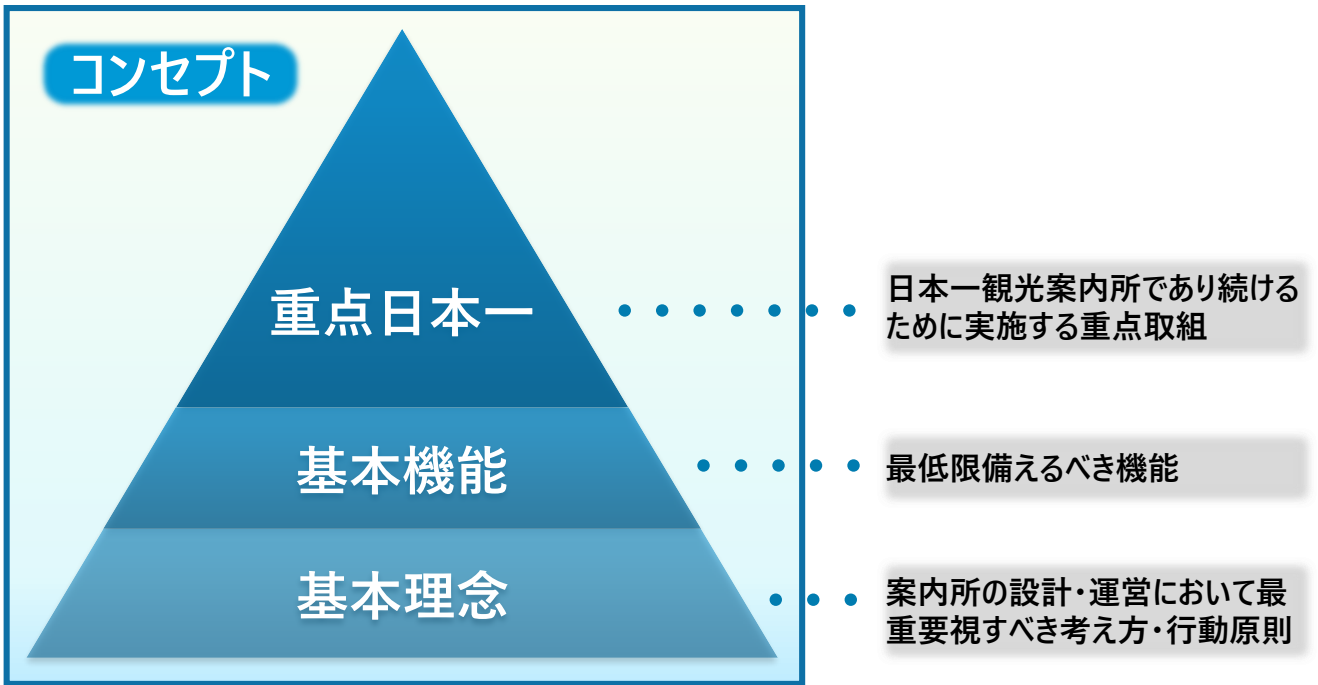 コンセプト
重点日本一
日本一観光案内所であり続ける
ために実施する重点取組
基本機能
最低限備えるべき機能
基本理念
案内所の設計・運営において最
重要視すべき考え方・行動原則